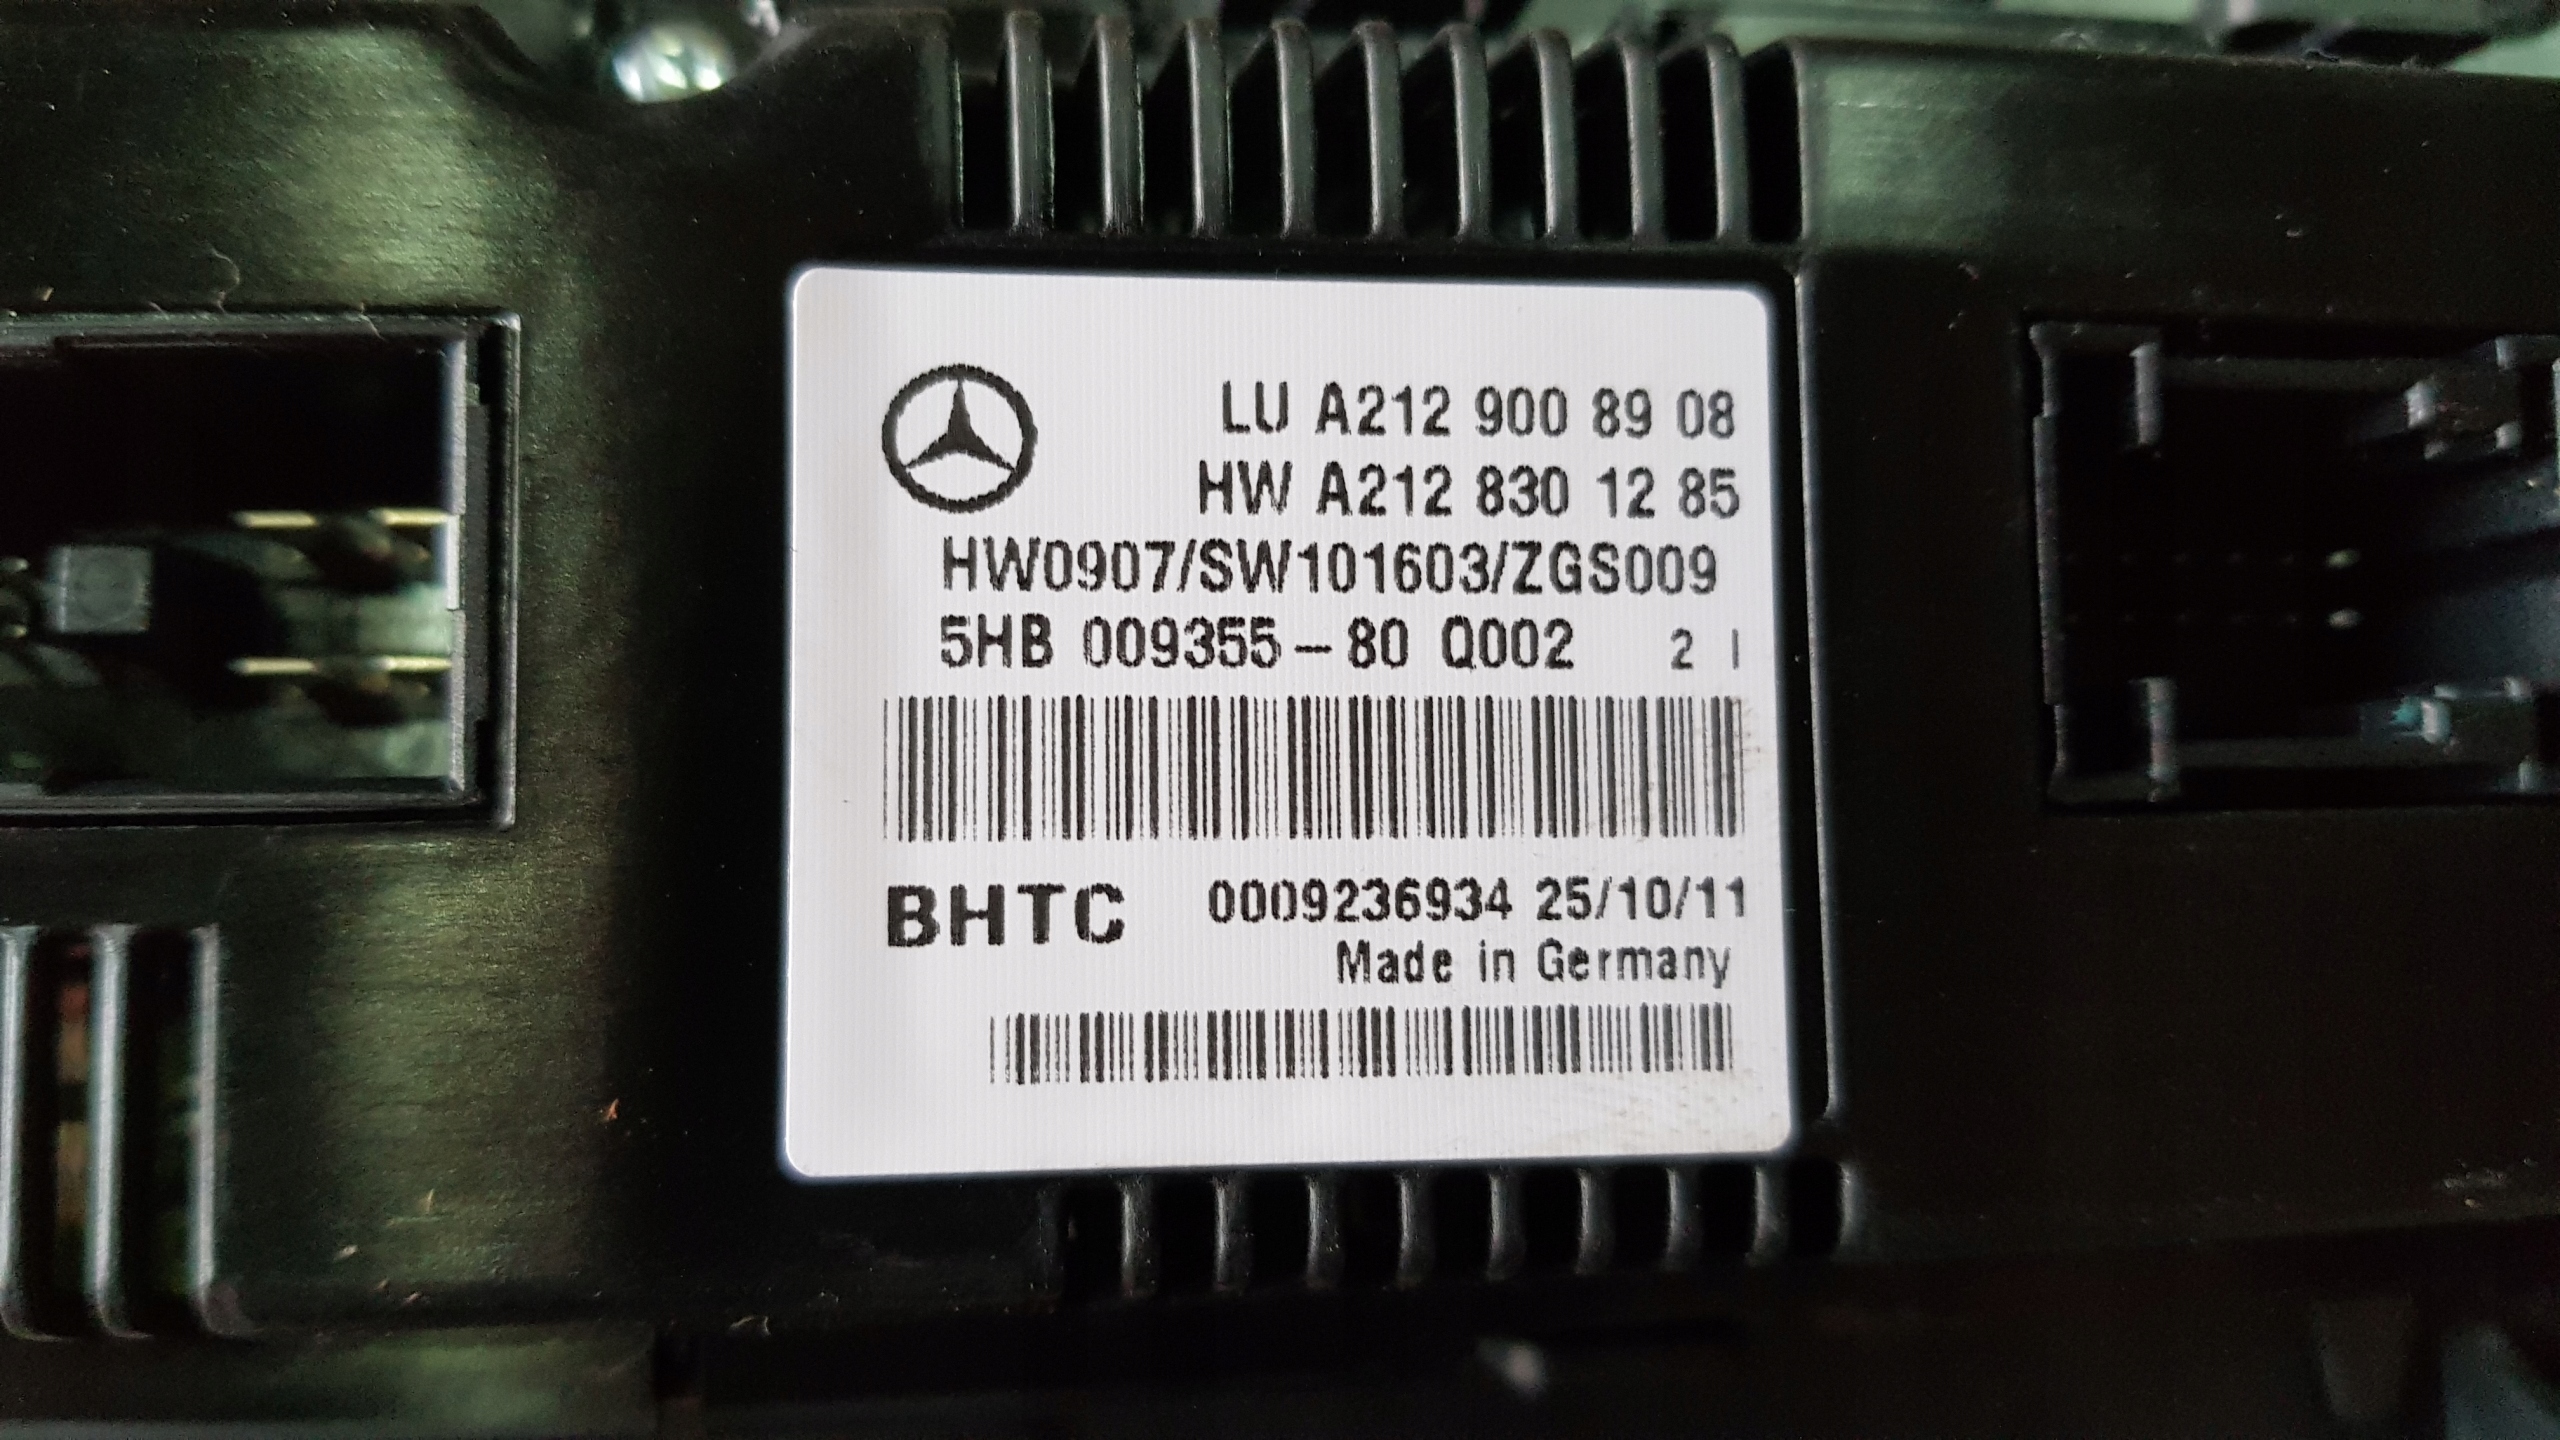 LU A212 900 89 08
HW A212 830 12 85
HW0907/SW101603/ZGS009
5HB 009355-80 Q002 2 I
BHTC 0009236934 25/10/11
Made in Germany